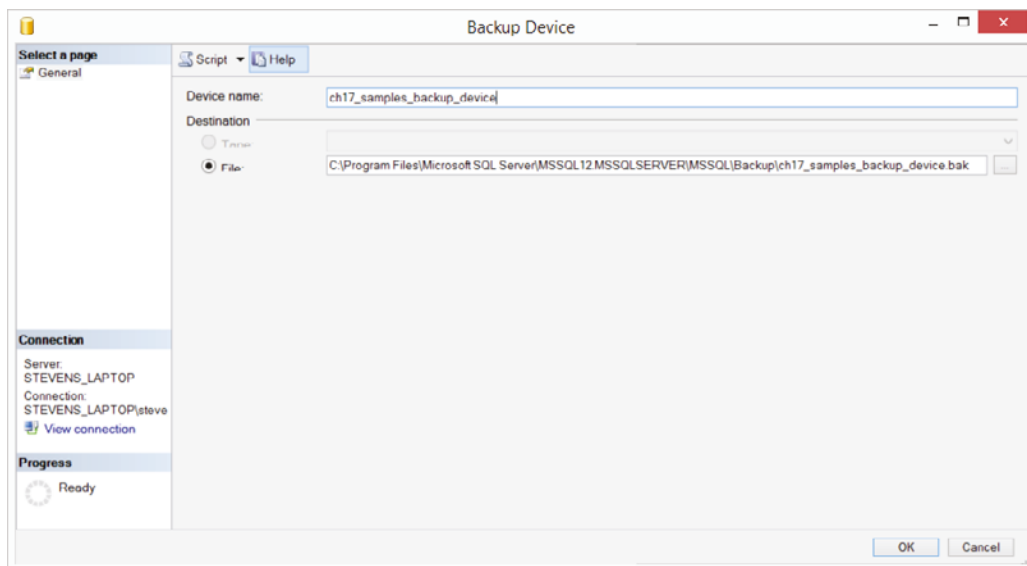 Backup Device
Select a page
General
Script
Help
Device name:
ch17_samples_backup_device
Destination
Tape
File:
C:\Program Files\Microsoft SQL Server\MSSQL12.MSSQLSERVER\MSSQL\Backup\ch17_samples_backup_device.bak
...
Connection
Server:
STEVENS_LAPTOP
Connection:
STEVENS_LAPTOP\steve
View connection
Progress
Ready
OK
Cancel